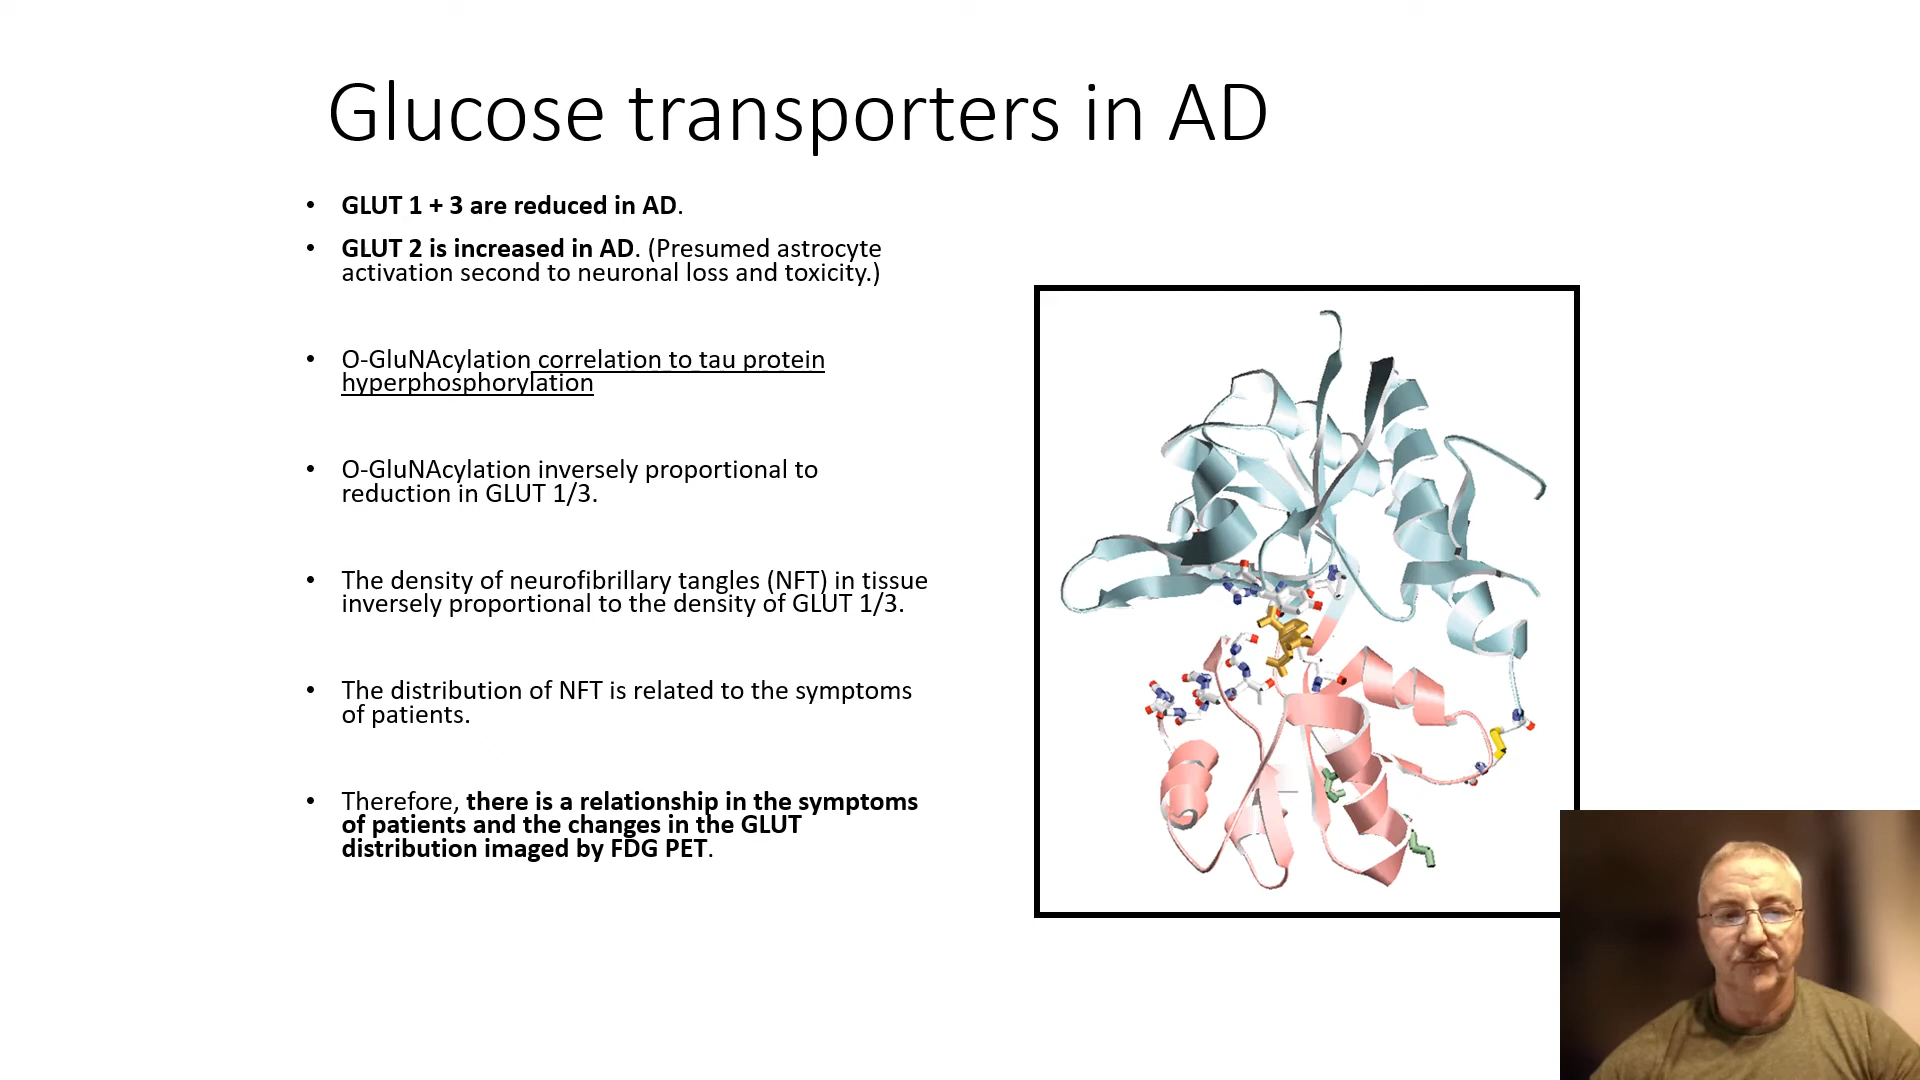 Glucose transporters in AD
• GLUT 1 + 3 are reduced in AD.
• GLUT 2 is increased in AD. (Presumed astrocyte
activation second to neuronal loss and toxicity.)
• O-GluNAcylation correlation to tau protein
hyperphosphorylation
• O-GluNAcylation inversely proportional to
reduction in GLUT 1/3.
• The density of neurofibrillary tangles (NFT) in tissue
inversely proportional to the density of GLUT 1/3.
• The distribution of NFT is related to the symptoms
of patients.
• Therefore, there is a relationship in the symptoms
of patients and the changes in the GLUT
distribution imaged by FDG PET.